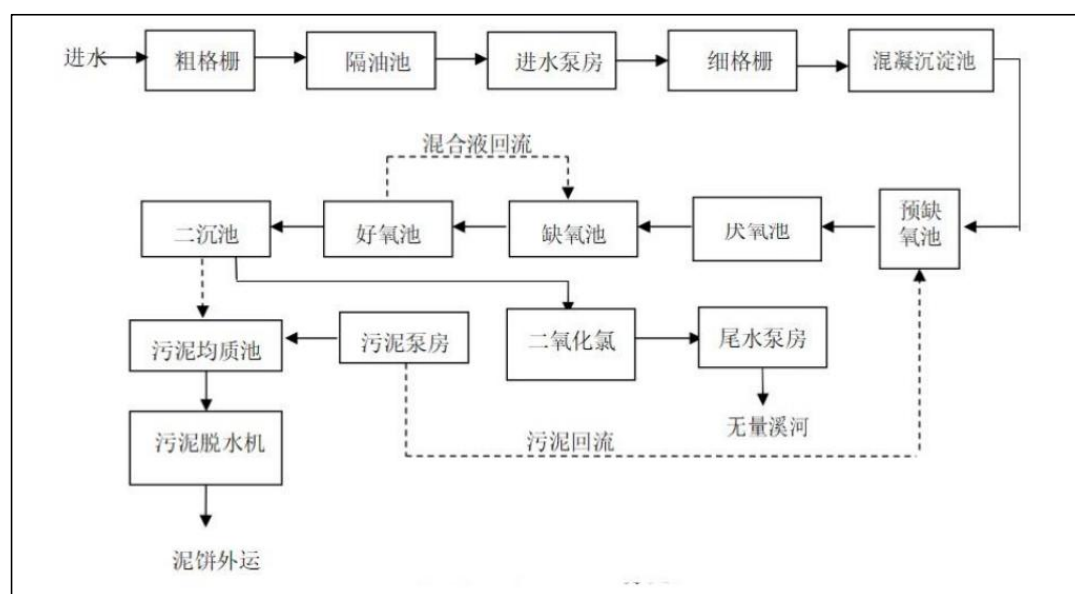 进水
粗格栅
隔油池
进水泵房
细格栅
混凝沉淀池
混合液回流
二沉池
好氧池
缺氧池
厌氧池
预缺
氧池
污泥均质池
污泥泵房
二氧化氯
尾水泵房
污泥脱水机
污泥回流
无量溪河
泥饼外运